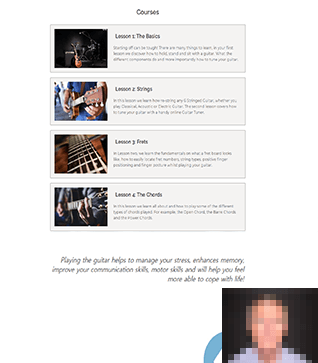 Courses
Lesson 1: The Basics
Starting off can be tough! There are many things to learn. In your first
lesson we discover how to hold, stand and sit with a guitar. What the
different components do and more importantly how to tune your guitar.
Lesson 2: Strings
In this lesson we learn how to string any 6 Stringed Guitar, whether you
play Classical, Acoustic or Electric Guitar. The second lesson covers how
to tune your guitar with a handy online Guitar Tuner.
Lesson 3: Frets
In Lesson here we learn the fundamentals on what a fret board looks
like, how to easily locate fret numbers, string types, positive finger
positioning and finger posture whilst playing your guitar.
Lesson 4: The Chords
In this lesson we learn all about and how to play some of the different
types of chords played. For example, the Open Chord, the Barre Chords
and the Power Chords
Playing the guitar helps to manage your stress, enhances memory,
improve your communication skills, motor skills and will help you feel
more able to cope with life!